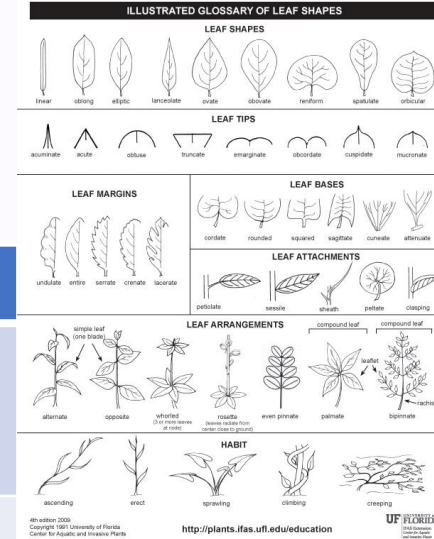 ILLUSTRATED GLOSSARY OF LEAF SHAPES
LEAF SHAPES
linear oblong elliptic lanceolate ovate obovate reniform spatulate orbicular
LEAF TIPS
acuminate acute obtuse truncate emarginate obcordate cuspidate mucronate
LEAF MARGINS
undulate entire serrate crenate lacerate
LEAF BASES
cordate rounded squared sagittate cuneate attenuate
LEAF ATTACHMENTS
petiolate sessile sheath peltate clasping
LEAF ARRANGEMENTS
simple leaf
(one blade)
compound leaf compound leaf
leaflet
rachis
alternate opposite whorled rosette even pinnate palmate bipinnate
(3 or more leaves
at node)
(leaves radiate from
center close to ground)
HABIT
ascending erect sprawling climbing creeping
4th edition 2009
Copyright 1991 University of Florida
Center for Aquatic and Invasive Plants
http://plants.ifas.ufl.edu/education
UF UNIVERSITY of
FLORIDA
IFAS Extension